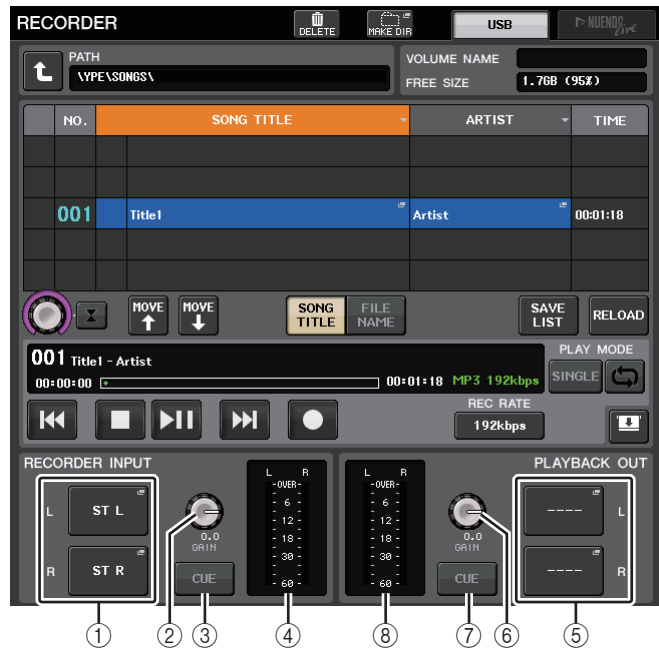 RECORDER
DELETE
MAKE DIR
USB
NUENDO Live
PATH
\YPE\SONGS\
VOLUME NAME
FREE SIZE 1.7GB (95%)
NO. SONG TITLE ARTIST TIME
001 Title1 Artist 00:01:18
MOVE
MOVE
SONG TITLE
FILE NAME
SAVE LIST
RELOAD
001 Title1 - Artist
00:00:00 00:01:18 MP3 192kbps
PLAY MODE
SINGLE
REC RATE
192kbps
RECORDER INPUT
L ST L
R ST R
0.0
GAIN
CUE
L R
-OVER-
6
12
18
30
60
L R
-OVER-
6
12
18
30
60
0.0
GAIN
CUE
PLAYBACK OUT
---- L
---- R
① ② ③ ④ ⑧ ⑦ ⑥ ⑤